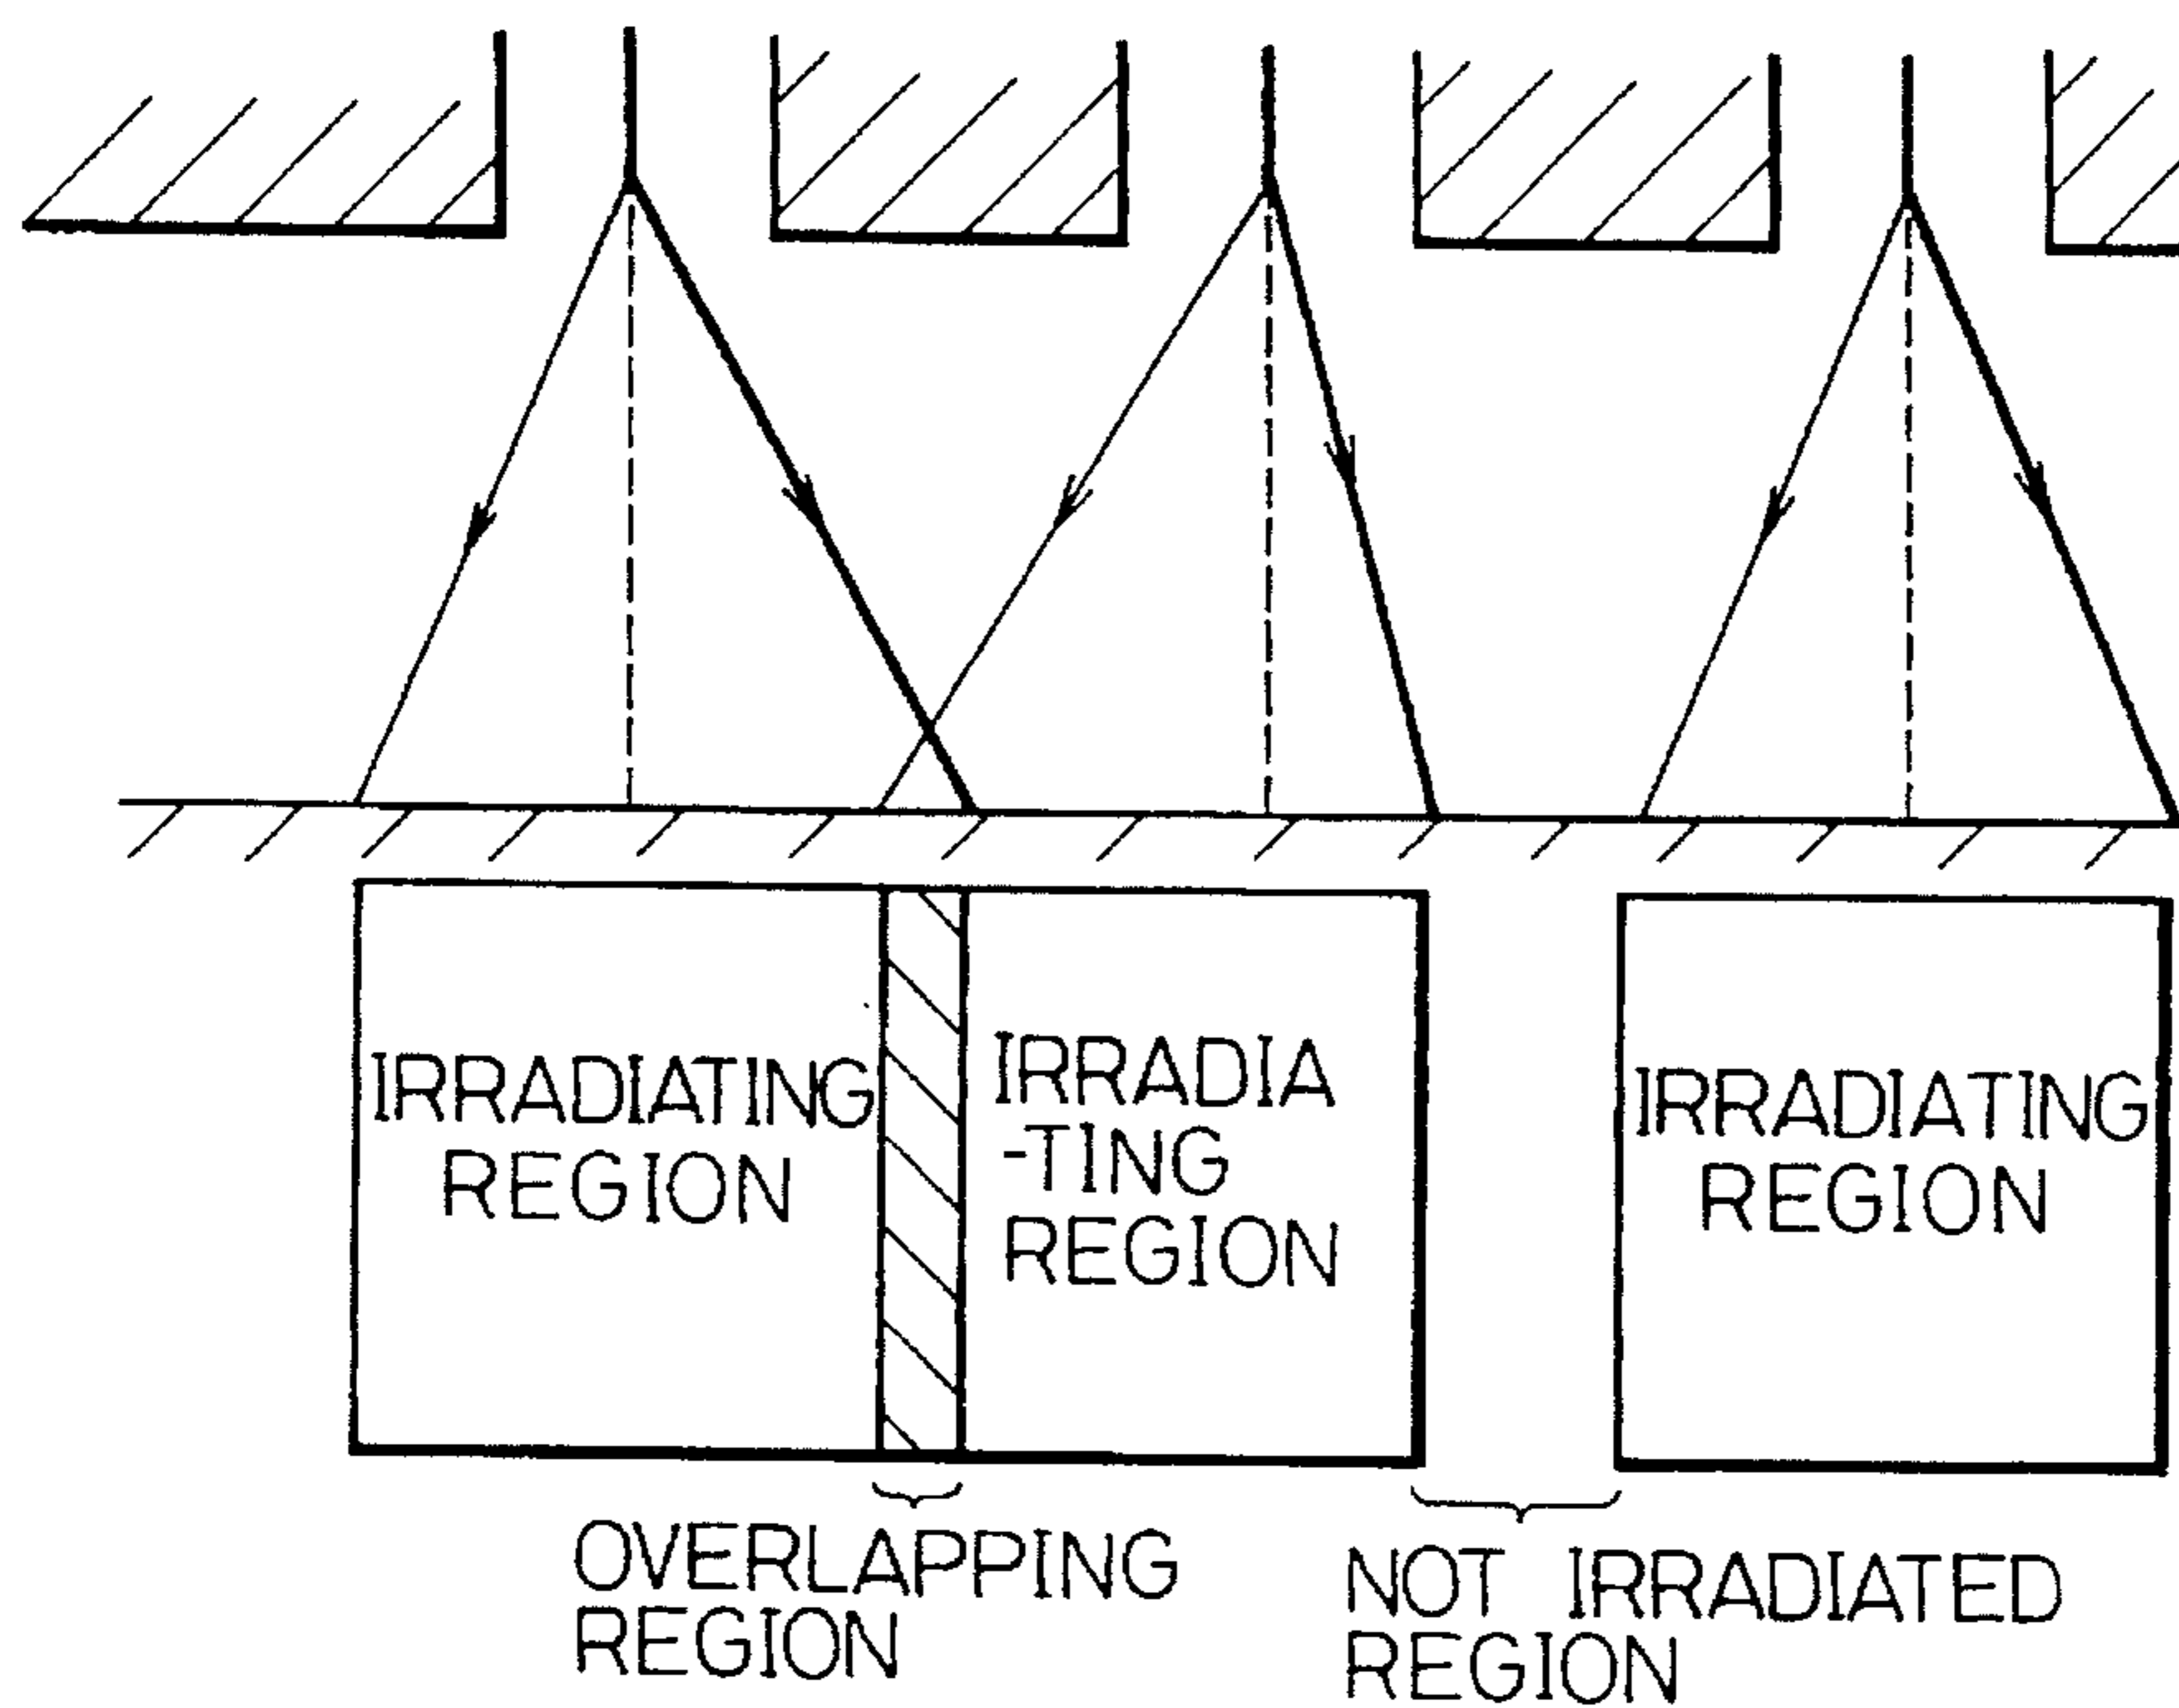 IRRADIATING
REGION
IRRADIA
-TING
REGION
IRRADIATING
REGION
OVERLAPPING
REGION
NOT IRRADIATED
REGION